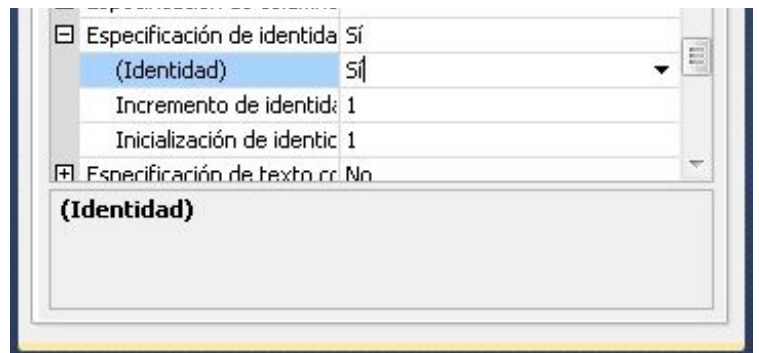 Especificación de identida Sí
(Identidad) Sí
Incremento de identida 1
Inicialización de identic 1
Especificación de texto cc No
(Identidad)